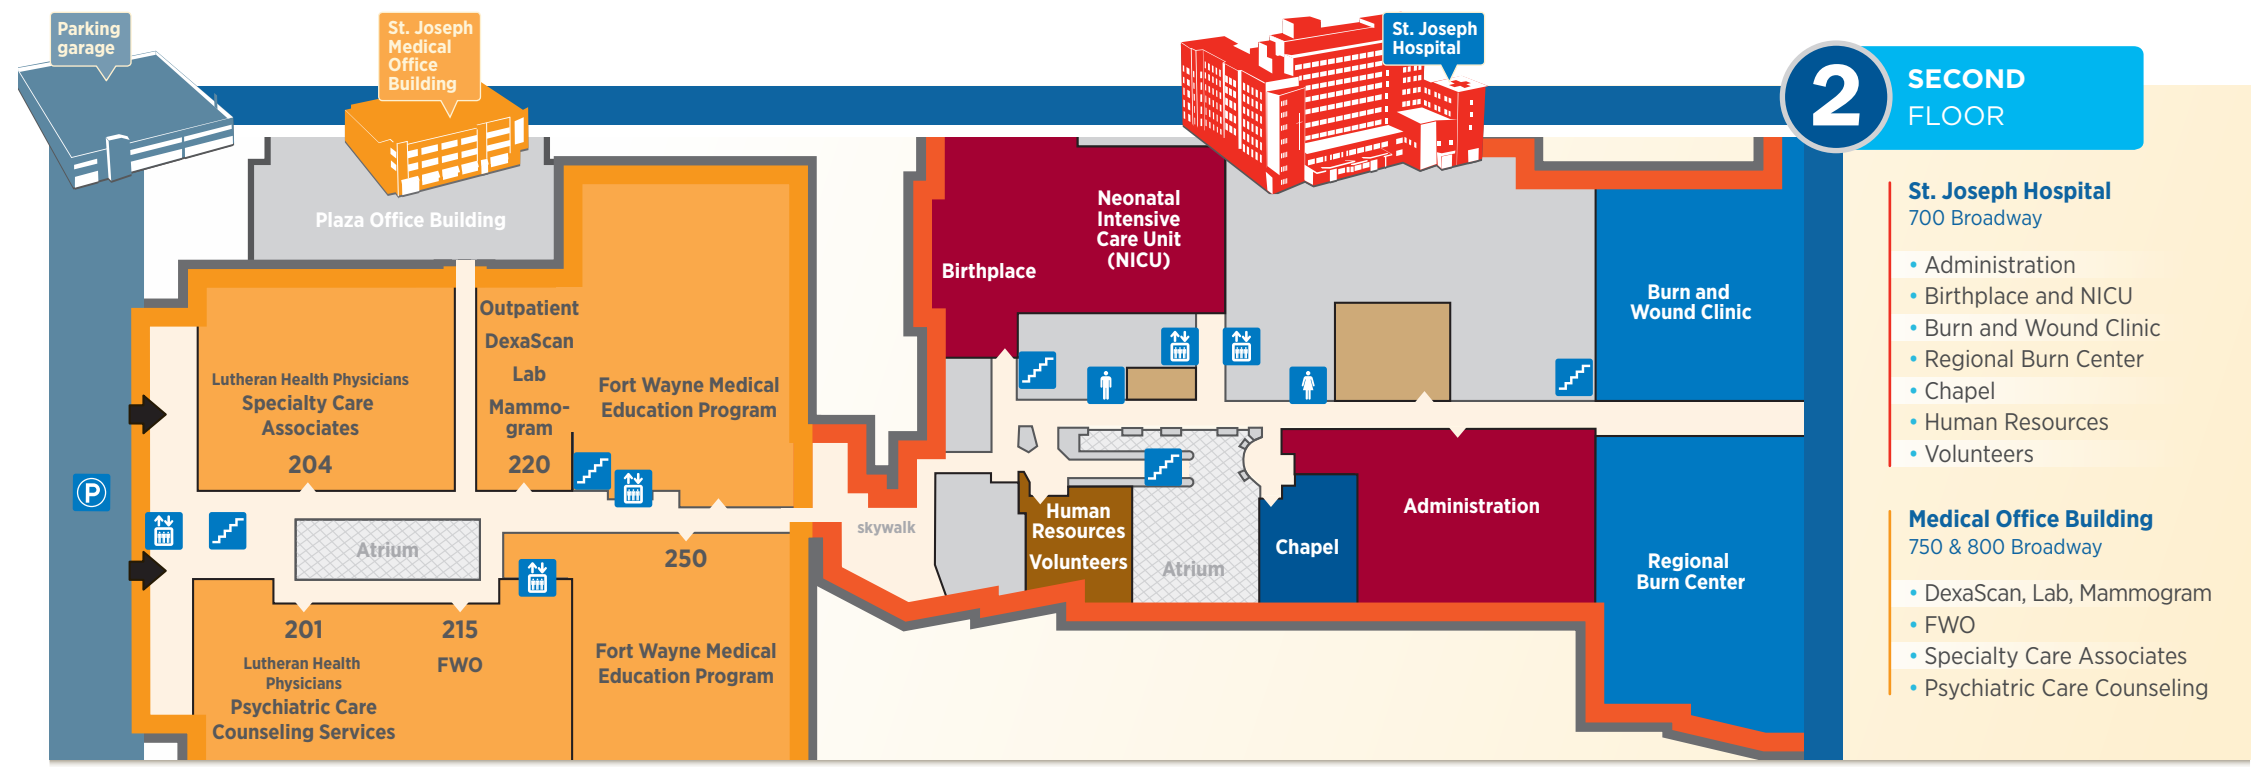 Parking
garage
St. Joseph
Medical
Office
Building
St. Joseph
Hospital
2
SECOND
FLOOR
Plaza Office Building
Outpatient
DexaScan
Lab
Mammo-
gram
220
Lutheran Health Physicians
Specialty Care
Associates
204
Fort Wayne Medical
Education Program
P
Atrium
250
201
Lutheran Health
Physicians
Psychiatric Care
Counseling Services
215
FWO
Fort Wayne Medical
Education Program
skywalk
Birthplace
Neonatal
Intensive
Care Unit
(NICU)
Burn and
Wound Clinic
Human
Resources
Volunteers
Atrium
Chapel
Administration
Regional
Burn Center
St. Joseph Hospital
700 Broadway
• Administration
• Birthplace and NICU
• Burn and Wound Clinic
• Regional Burn Center
• Chapel
• Human Resources
• Volunteers
Medical Office Building
750 & 800 Broadway
• DexaScan, Lab, Mammogram
• FWO
• Specialty Care Associates
• Psychiatric Care Counseling